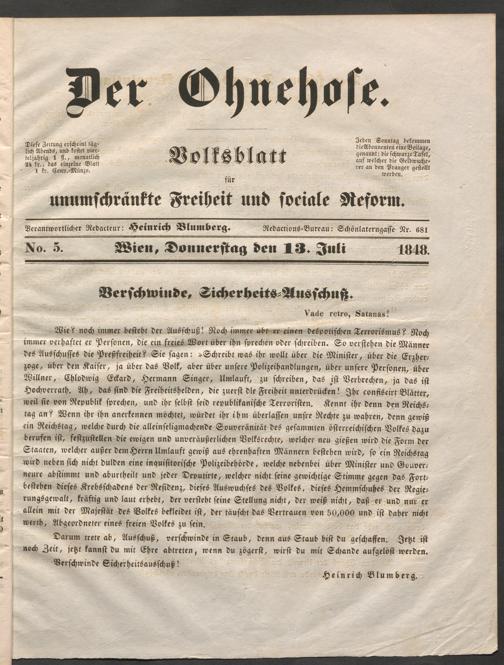 Der Ohnehose.
Diese Zeitung erscheint täg-
lich Abends, und kostet vier-
teljährig 1 fl., monatlich
24 kr., das einzelne Blatt
1 kr. Conv.-Münze.
Volksblatt
für
unumschränkte Freiheit und sociale Reform.
Jeden Sonntag bekommen
die Abonnenten eine Beilage,
genannt: die schwarze Tafel,
auf welcher die Geldwuche-
rer an den Pranger gestellt
werden.
Verantwortlicher Redacteur: Heinrich Blumberg. Redactions-Bureau: Schönlaterngasse Nr. 681
No. 5. Wien, Donnerstag den 13. Juli 1848.
Verschwinde, Sicherheits-Ausschuß.
Vade retro, Satanas!
Wie? noch immer besteht der Ausschuß! Noch immer übt er einen despotischen Terrorismus? Noch
immer verhaftet er Personen, die ein freies Wort über ihn sprechen oder schreiben. So verstehen die Männer
des Ausschusses die Preßfreiheit? Sie sagen: »Schreibt was ihr wollt über die Minister, über die Erzher-
zoge, über den Kaiser, ja über das Volk, aber über unsere Polizeihandlungen, über unsere Personen, über
Willner, Chlodwig Eckard, Hermann Singer, Umlauft, zu schreiben, das ist Verbrechen, ja das ist
Hochverrath. Ah, das sind die Freiheitshelden, die zuerst die Freiheit unterdrücken! Ihr confiscirt Blätter,
weil sie von Republik sprechen, und ihr selbst seid republikanische Terroristen. Kennt ihr denn den Reichs-
tag an? Wenn ihr ihn anerkennen möchtet, würdet ihr ihm überlassen unsre Rechte zu wahren, denn gewiß
ein Reichstag, welche durch die alleinseligmachende Souveränität des gesammten österreichischen Volkes dazu
berufen ist, festzustellen die ewigen und unveräußerlichen Volksrechte, welcher neu gießen wird die Form der
Staaten, welcher außer dem Herrn Umlauft gewiß aus ehrenhaften Männern bestehen wird, so ein Reichstag
wird neben sich nicht dulden eine inquisitorische Polizeibehörde, welche nebenbei über Minister und Gouver-
neure abstimmt und aburtheilt und jeder Deputirte, welcher nicht seine gewichtige Stimme gegen das Fort-
bestehen dieses Krebsschadens der Residenz, dieses Auswuchses des Volkes, dieses Hemmschuhes der Regie-
rungsgewalt, kräftig und laut erhebt, der versteht seine Stellung nicht, der weiß nicht, daß er und nur er
allein mit der Majestät des Volkes bekleidet ist, der täuscht das Vertrauen von 50,000 und ist daher nicht
werth, Abgeordneter eines freien Volkes zu sein.
Darum trete ab, Ausschuß, verschwinde in Staub, denn aus Staub bist du geschaffen. Jetzt ist
noch Zeit, jetzt kannst du mit Ehre abtreten, wenn du zögerst, wirst du mit Schande aufgelöst werden.
Verschwinde Sicherheitsausschuß!
Heinrich Blumberg.